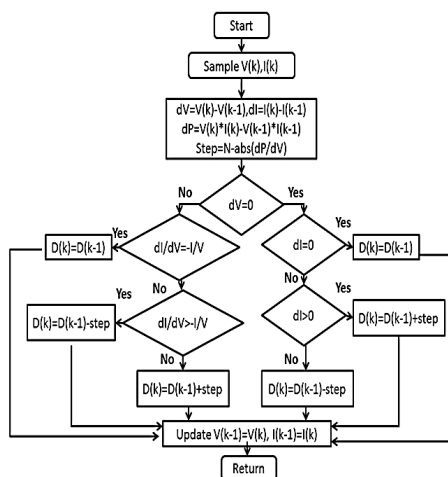 Start
Sample V(k),I(k)
dV=V(k)-V(k-1),dI=I(k)-I(k-1)
dP=V(k)*I(k)-V(k-1)*I(k-1)
Step=N-abs(dP/dV)
No
Yes
dV=0
Yes
D(k)=D(k-1)
dI/dV=-I/V
dI=0
Yes
D(k)=D(k-1)
No
No
Yes
D(k)=D(k-1)-step
dI/dV>-I/V
dI>0
Yes
D(k)=D(k-1)+step
No
No
D(k)=D(k-1)+step
D(k)=D(k-1)-step
Update V(k-1)=V(k), I(k-1)=I(k)
Return